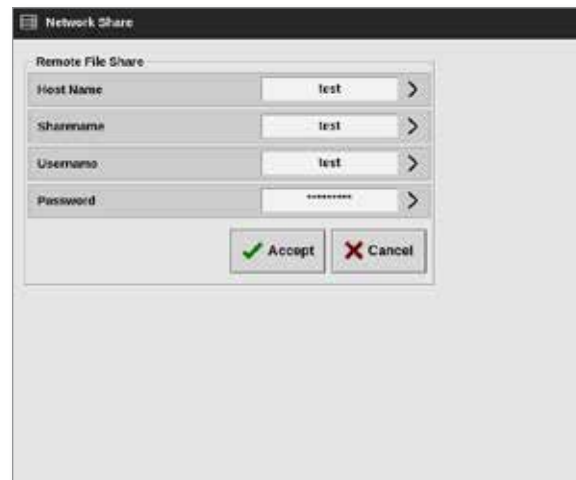 Network Share
Remote File Share
Host Name test
Sharename test
Username test
Password *********
Accept Cancel